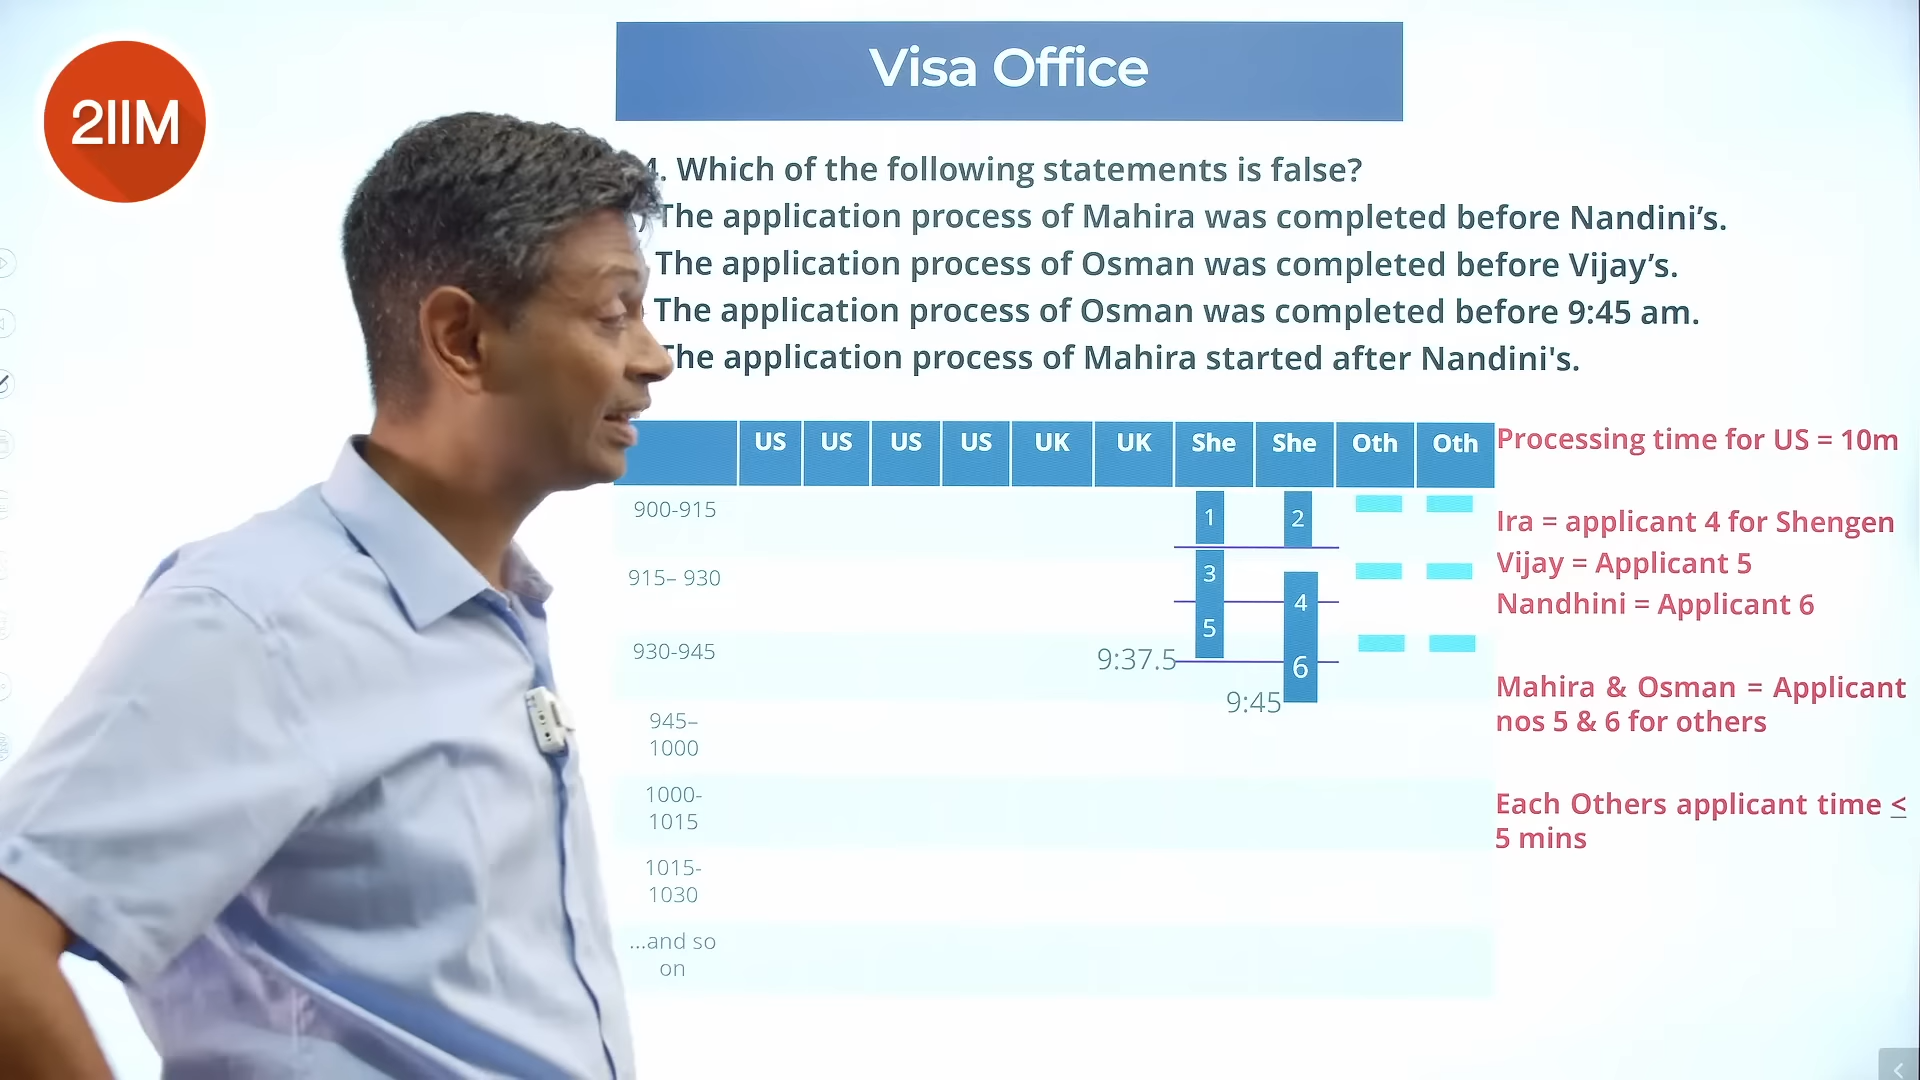 2IIM
Visa Office
4. Which of the following statements is false?
The application process of Mahira was completed before Nandini’s.
The application process of Osman was completed before Vijay’s.
The application process of Osman was completed before 9:45 am.
The application process of Mahira started after Nandini's.
US US US US UK UK She She Oth Oth
900-915
915– 930
930-945
945–
1000
1000-
1015
1015-
1030
...and so
on
1 2
3
4
5
6
9:37.5
9:45
Processing time for US = 10m
Ira = applicant 4 for Shengen
Vijay = Applicant 5
Nandhini = Applicant 6
Mahira & Osman = Applicant
nos 5 & 6 for others
Each Others applicant time ≤
5 mins